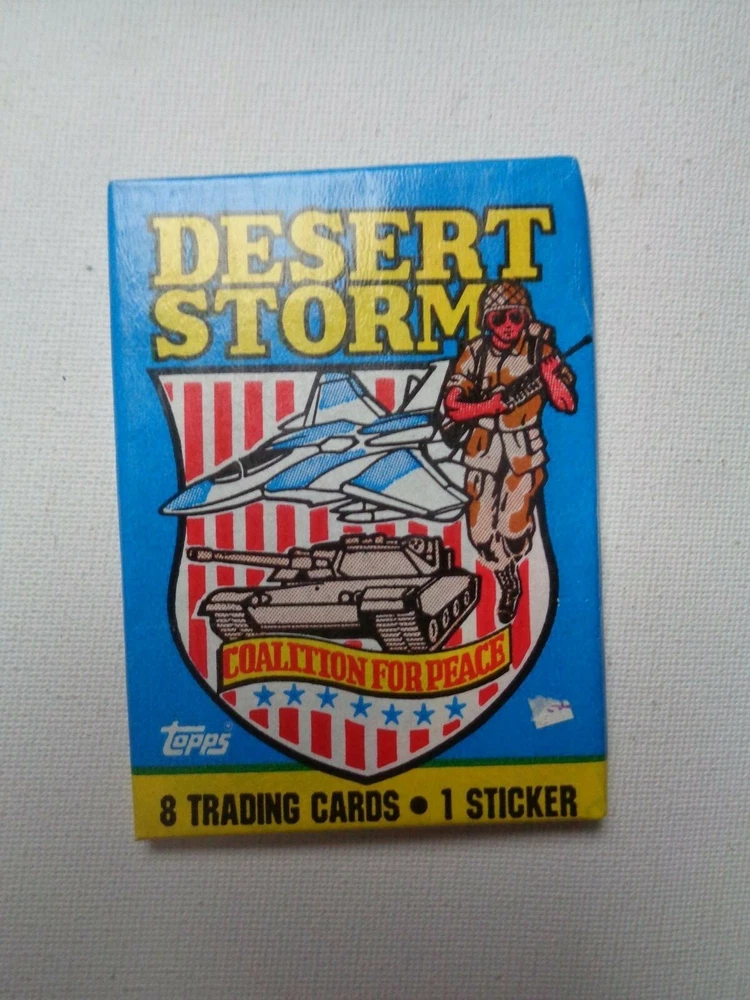 DESERT
STORM
COALITION FOR PEACE
topps
8 TRADING CARDS • 1 STICKER